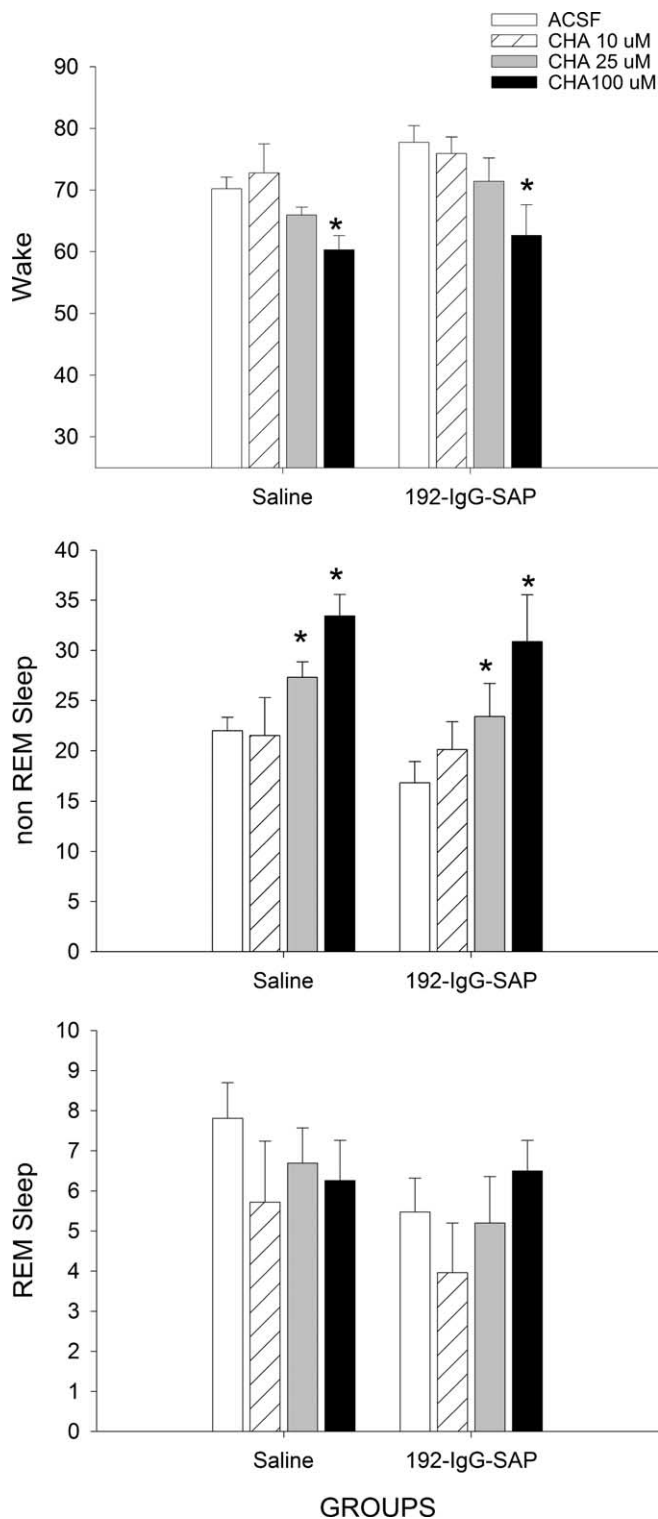 ACSF
CHA 10 uM
CHA 25 uM
CHA100 uM
Wake
90
80
70
60
50
40
30
* *
Saline 192-IgG-SAP
non REM Sleep
40
35
30
25
20
15
10
5
0
* * * *
Saline 192-IgG-SAP
REM Sleep
10
9
8
7
6
5
4
3
2
1
0
Saline 192-IgG-SAP
GROUPS